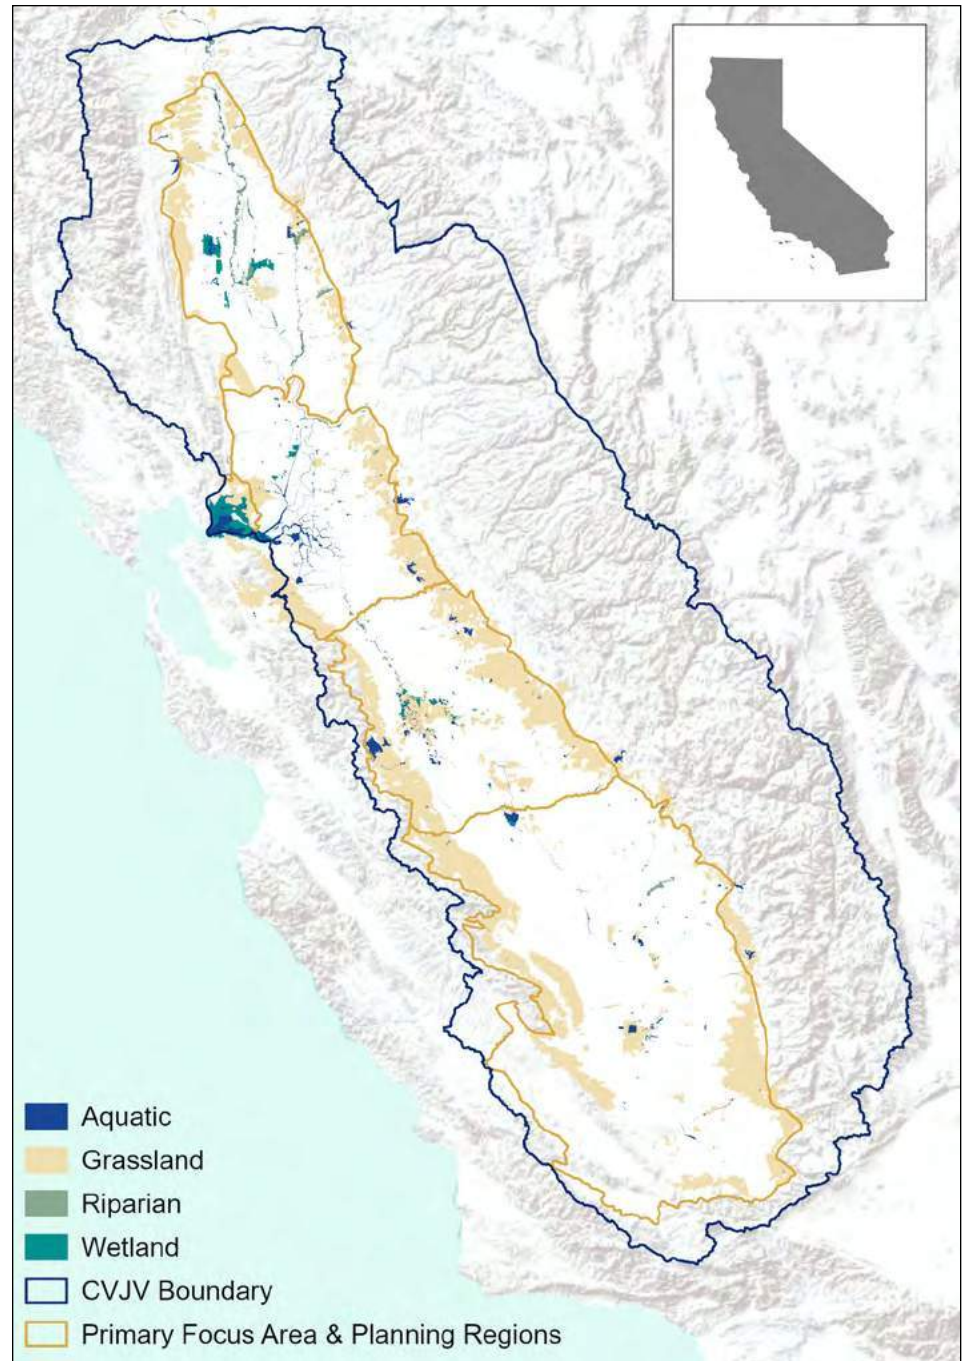 Aquatic
Grassland
Riparian
Wetland
CVJV Boundary
Primary Focus Area & Planning Regions